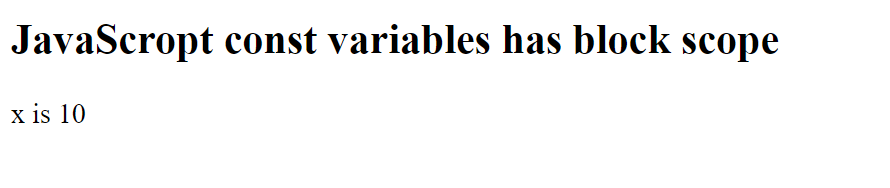 JavaScropt const variables has block scope
x is 10